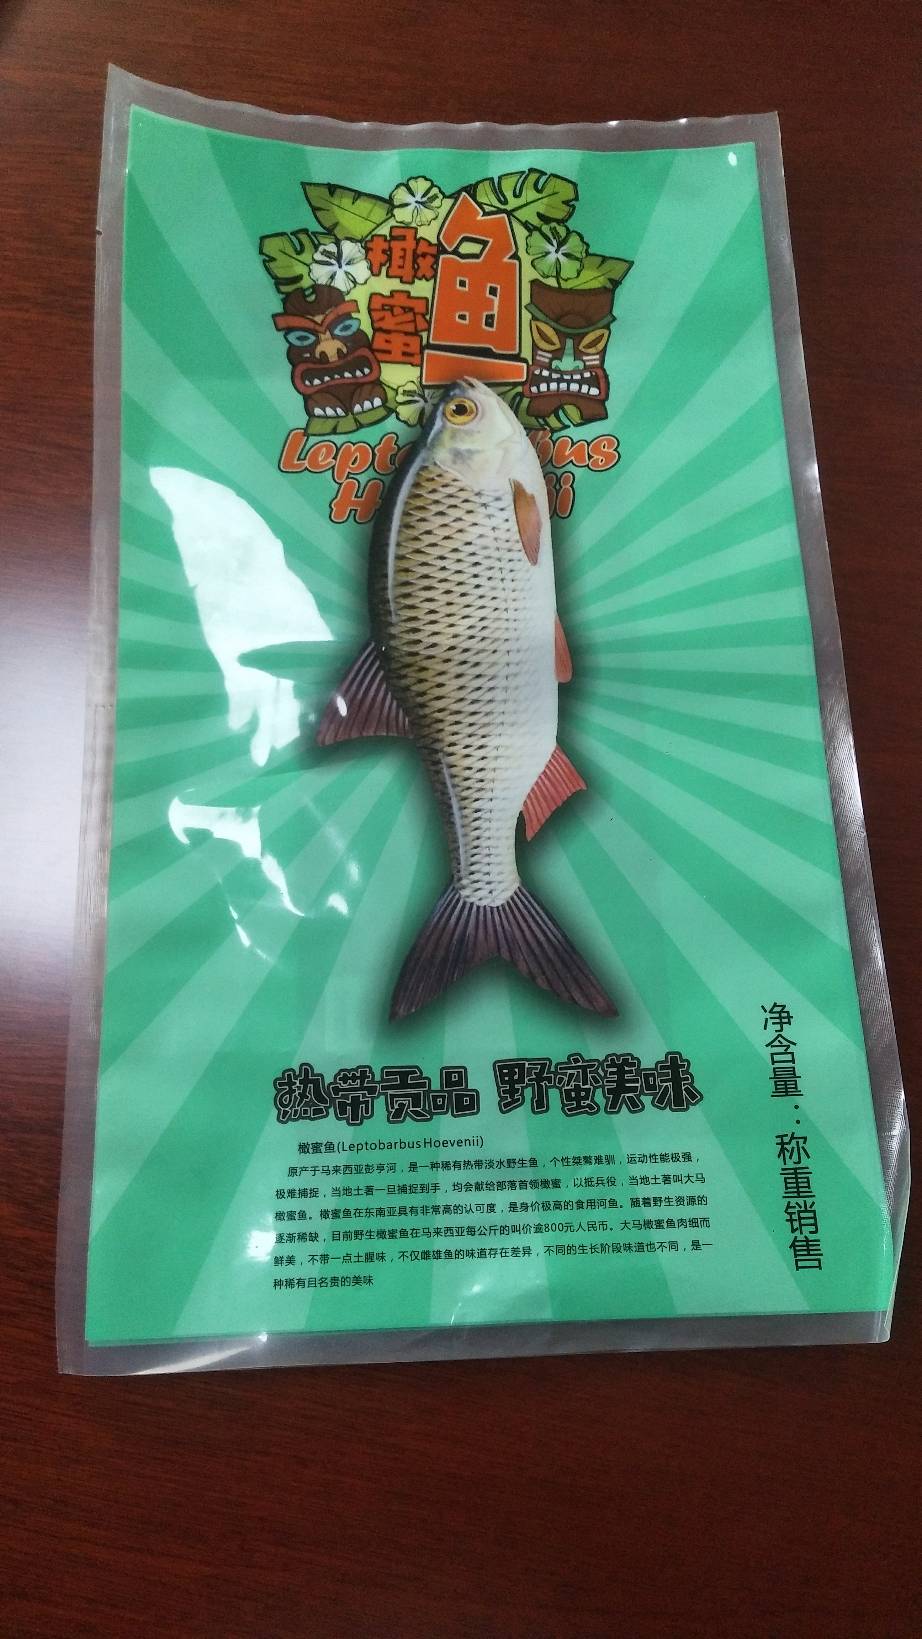 橄蜜
鱼
Lept bus
H ii
热带贡品 野蛮美味
橄蜜鱼(Leptobarbus Hoevenii)
原产于马来西亚彭亨河，是一种稀有热带淡水野生鱼，个性桀骜难驯，运动性能极强，
极难捕捉，当地土著一旦捕捉到手，均会献给部落首领橄蜜，以抵兵役，当地土著叫大马
橄蜜鱼。橄蜜鱼在东南亚具有非常高的认可度，是身价极高的食用河鱼。随着野生资源的
逐渐稀缺，目前野生橄蜜鱼在马来西亚每公斤的叫价逾800元人民币。大马橄蜜鱼肉细而
鲜美，不带一点土腥味，不仅雌雄鱼的味道存在差异，不同的生长阶段味道也不同，是一
种稀有且名贵的美味
净含量：称重销售